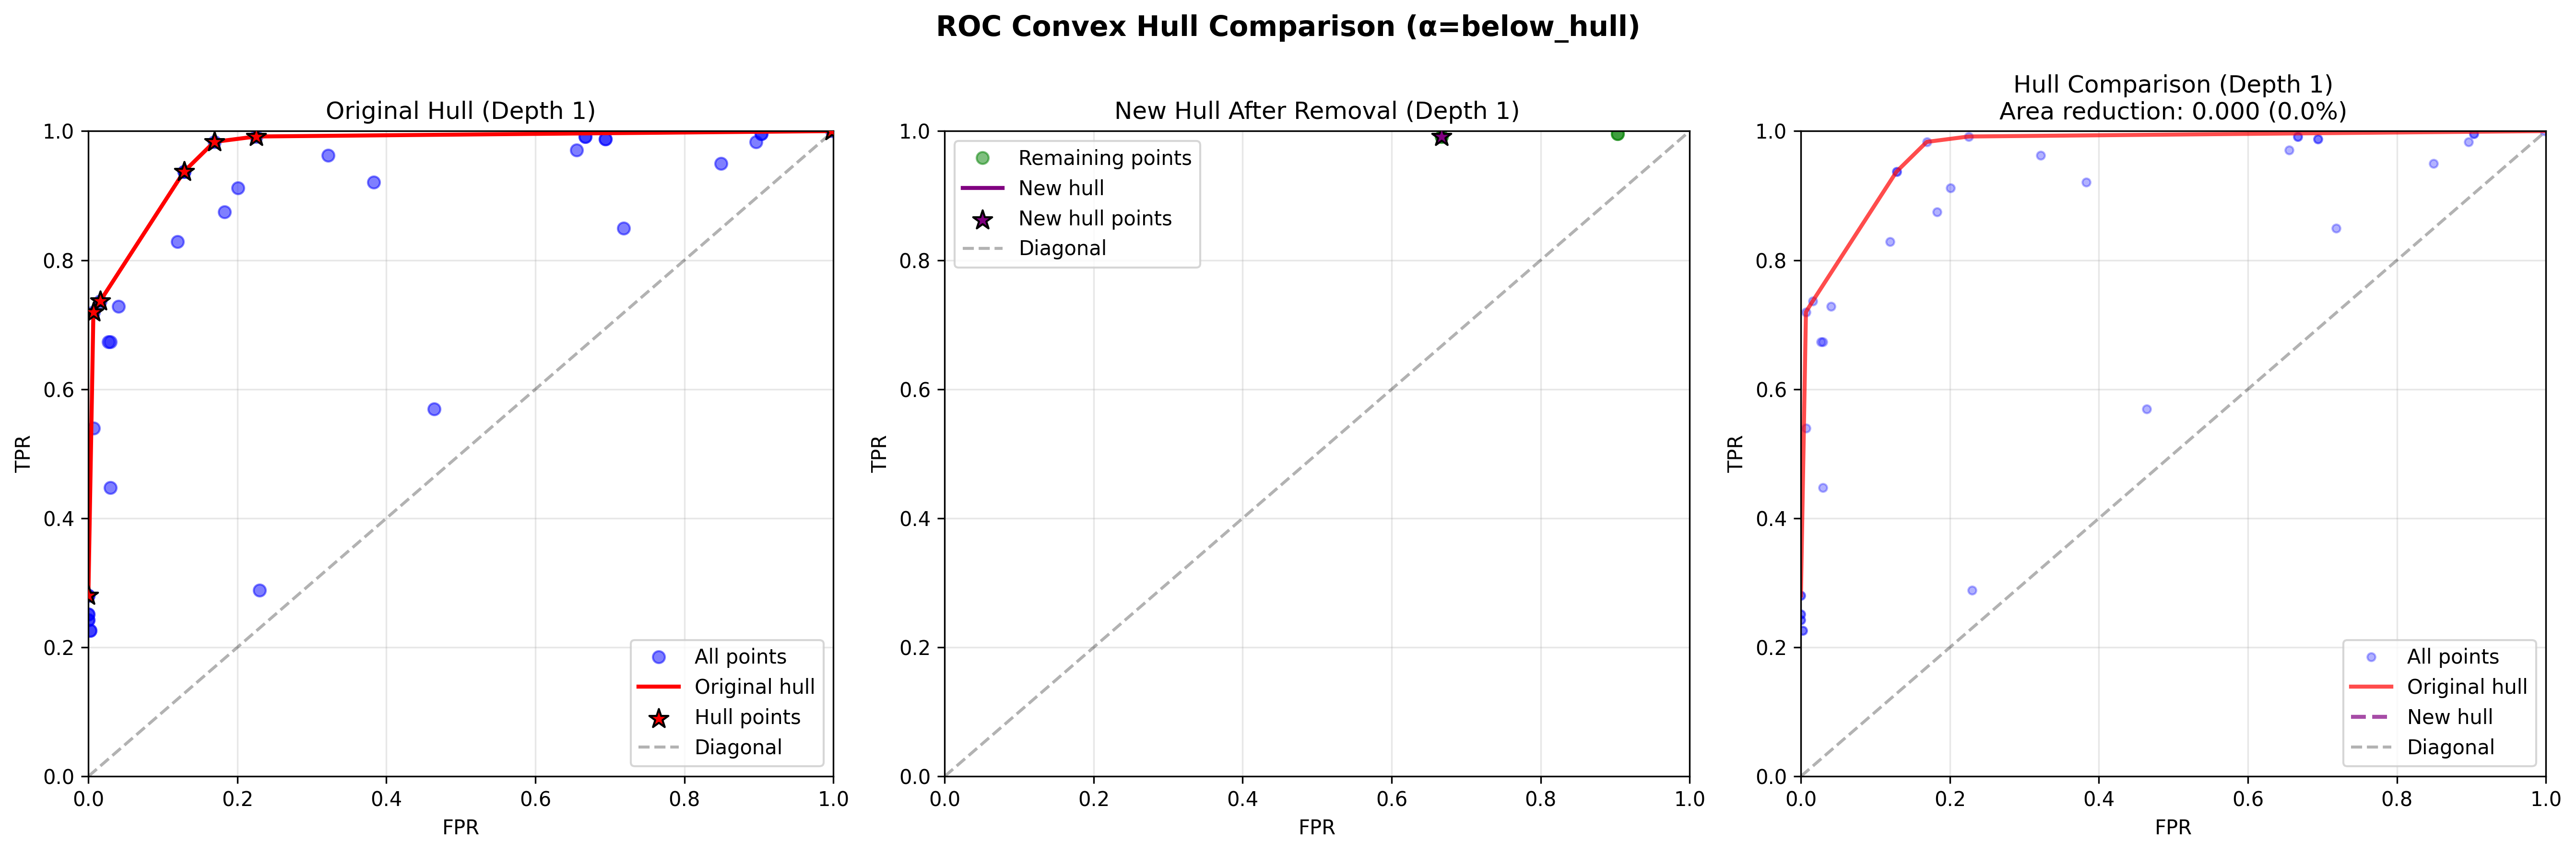 ROC Convex Hull Comparison (α=below_hull)
Original Hull (Depth 1)
1.0
0.8
0.6
0.4
0.2
0.0
TPR
0.0 0.2 0.4 0.6 0.8 1.0
FPR
All points
Original hull
Hull points
Diagonal
New Hull After Removal (Depth 1)
1.0
0.8
0.6
0.4
0.2
0.0
TPR
0.0 0.2 0.4 0.6 0.8 1.0
FPR
Remaining points
New hull
New hull points
Diagonal
Hull Comparison (Depth 1)
Area reduction: 0.000 (0.0%)
1.0
0.8
0.6
0.4
0.2
0.0
TPR
0.0 0.2 0.4 0.6 0.8 1.0
FPR
All points
Original hull
New hull
Diagonal